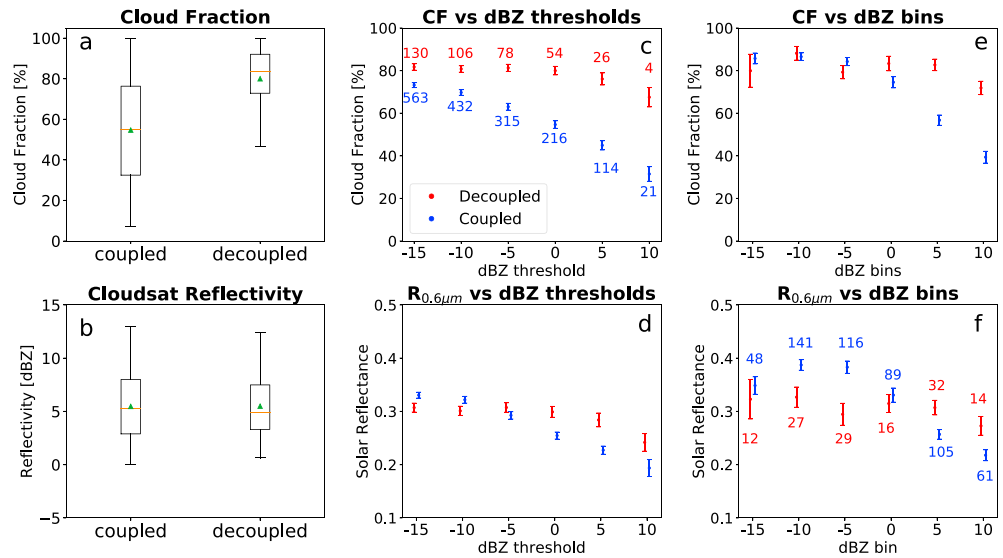 Cloud Fraction
a
Cloud Fraction [%]
100
80
60
40
20
0
coupled
decoupled
CF vs dBZ thresholds
c
Cloud Fraction [%]
100
80
60
40
20
0
130
106
78
54
26
4
563
432
315
216
114
21
Decoupled
Coupled
-15
-10
-5
0
5
10
dBZ threshold
CF vs dBZ bins
e
Cloud Fraction [%]
100
80
60
40
20
0
-15
-10
-5
0
5
10
dBZ bins
Cloudsat Reflectivity
b
Reflectivity [dBZ]
15
10
5
0
−5
coupled
decoupled
R0.6μm vs dBZ thresholds
d
Solar Reflectance
0.5
0.4
0.3
0.2
0.1
-15
-10
-5
0
5
10
dBZ threshold
R0.6μm vs dBZ bins
f
Solar Reflectance
0.5
0.4
0.3
0.2
0.1
48
141
116
89
32
14
12
27
29
16
105
61
-15
-10
-5
0
5
10
dBZ bin